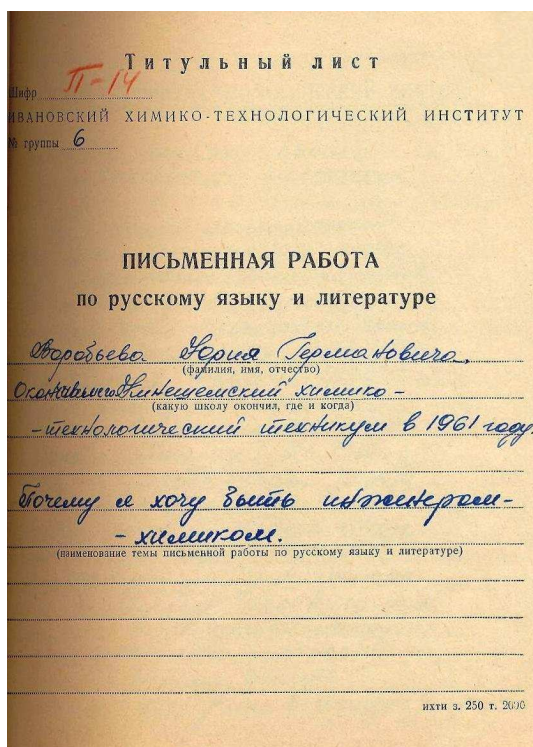 Титульный лист
Шифр П-14
ИВАНОВСКИЙ ХИМИКО-ТЕХНОЛОГИЧЕСКИЙ ИНСТИТУТ
№ группы 6
ПИСЬМЕННАЯ РАБОТА
по русскому языку и литературе
Воробьева Юрия Германовича,
(фамилия, имя, отчество)
Окончившего Кинешемский химико-
(какую школу окончил, где и когда)
-технологический техникум в 1961 году.
Почему я хочу быть инженером-
-химиком.
(наименование темы письменной работы по русскому языку и литературе)
ИХТИ з. 250 т. 2000